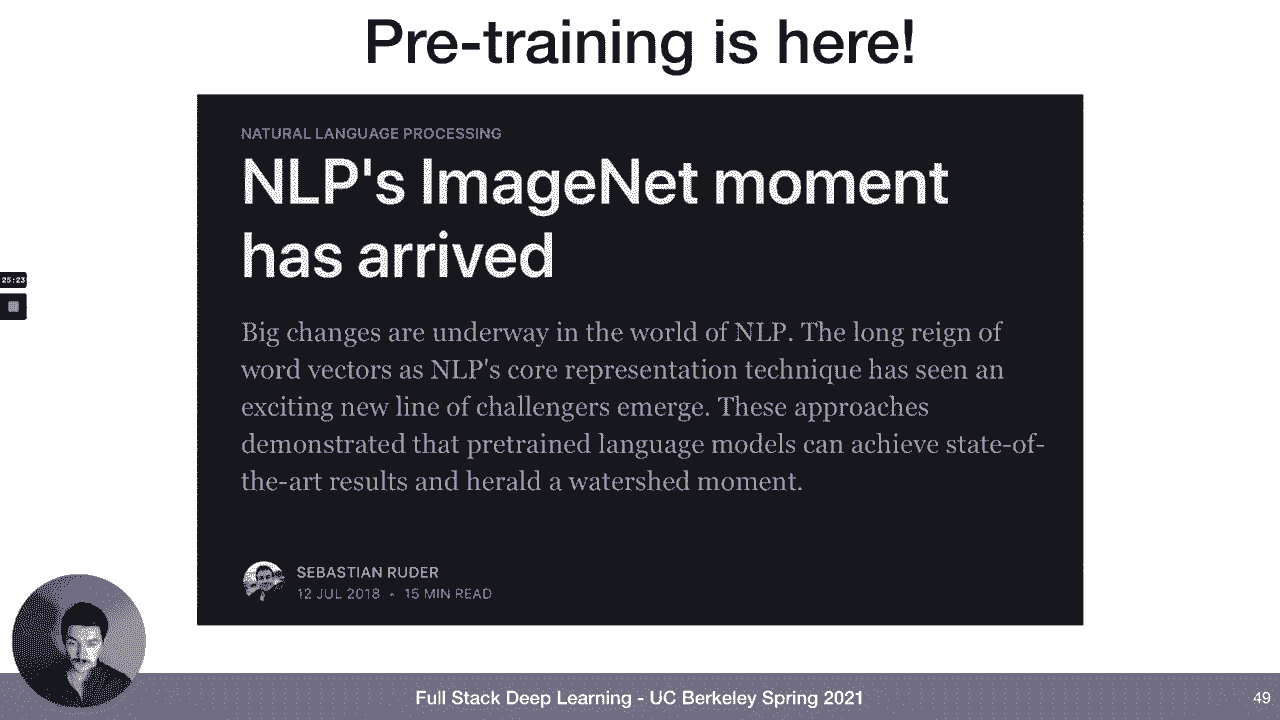 Pre-training is here!
NATURAL LANGUAGE PROCESSING
NLP's ImageNet moment
has arrived
Big changes are underway in the world of NLP. The long reign of
word vectors as NLP's core representation technique has seen an
exciting new line of challengers emerge. These approaches
demonstrated that pretrained language models can achieve state-of-
the-art results and herald a watershed moment.
SEBASTIAN RUDER
12 JUL 2018 • 15 MIN READ
25:23
Full Stack Deep Learning - UC Berkeley Spring 2021
49